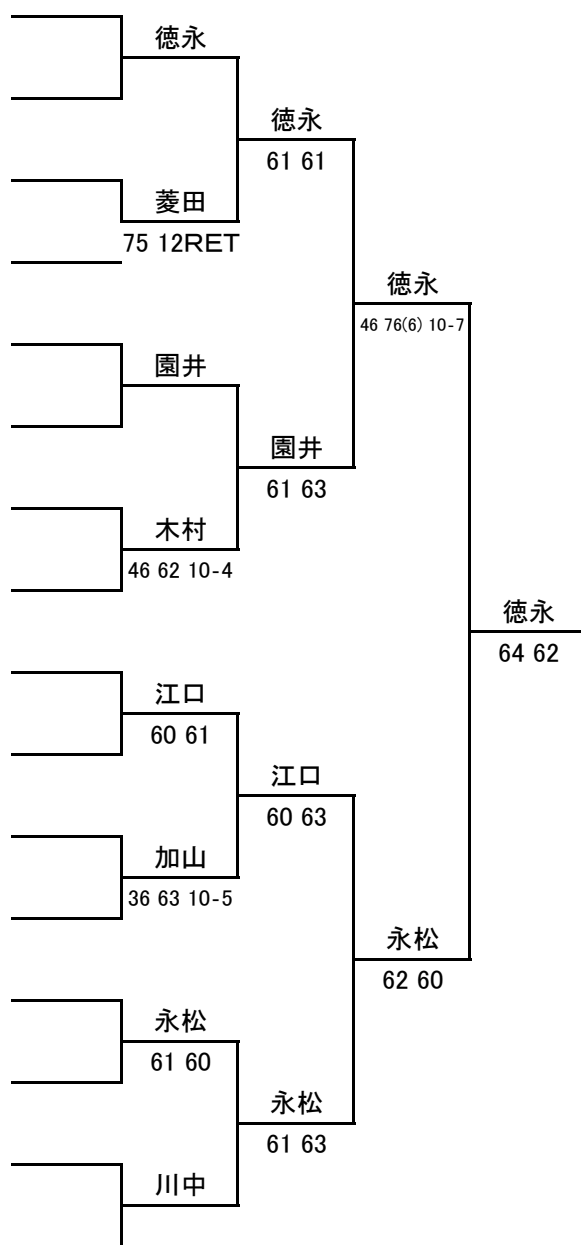 徳永
徳永
61 61
菱田
75 12RET
徳永
46 76(6) 10-7
園井
園井
61 63
木村
46 62 10-4
徳永
64 62
江口
60 61
江口
60 63
加山
36 63 10-5
永松
62 60
永松
61 60
永松
61 63
川中